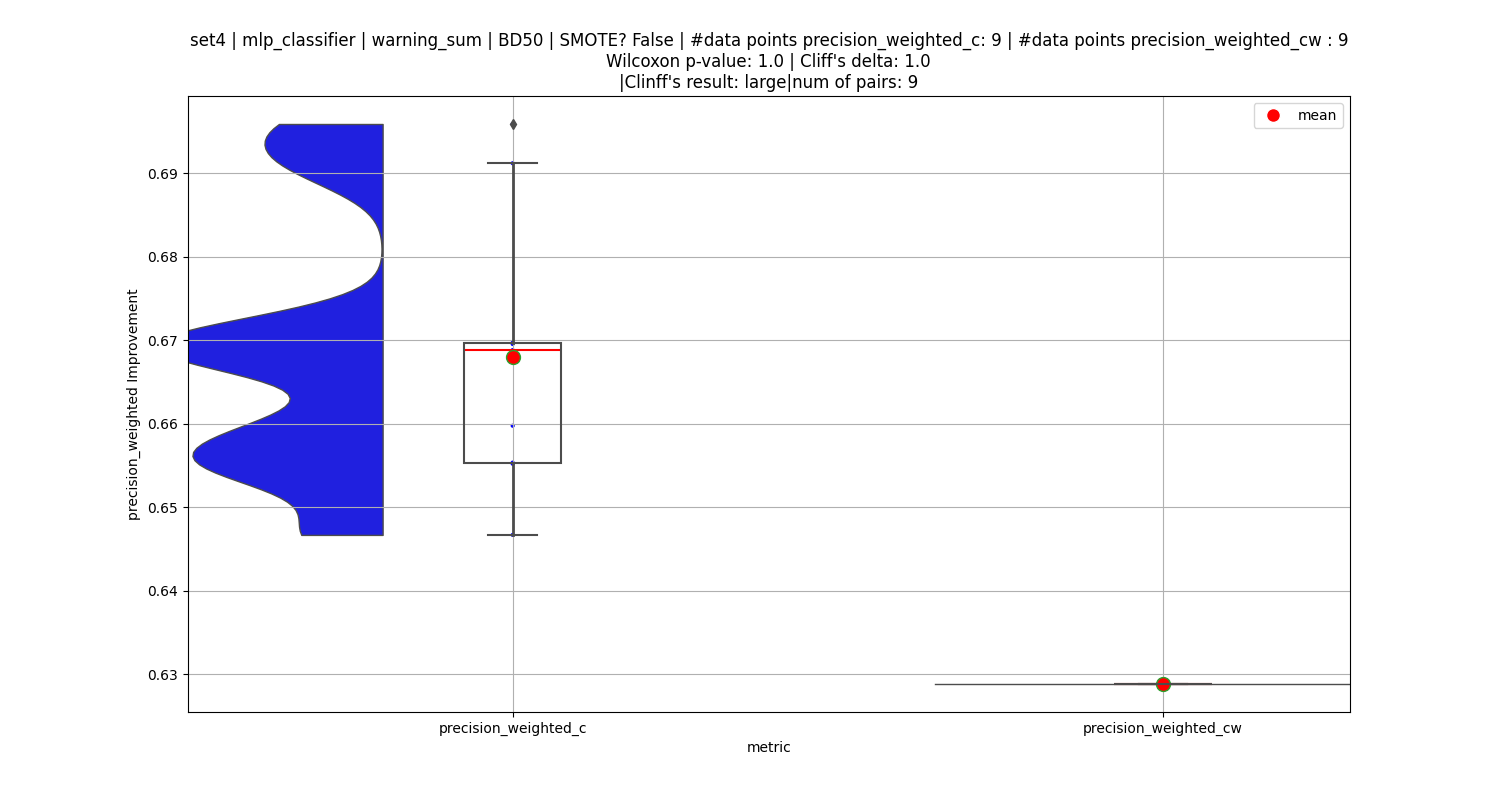 set4 | mlp_classifier | warning_sum | BD50 | SMOTE? False | #data points precision_weighted_c: 9 | #data points precision_weighted_cw : 9
Wilcoxon p-value: 1.0 | Cliff's delta: 1.0
|Clinff's result: large|num of pairs: 9
mean
0.69
0.68
0.67
0.66
0.65
0.64
0.63
precision_weighted Improvement
precision_weighted_c
precision_weighted_cw
metric